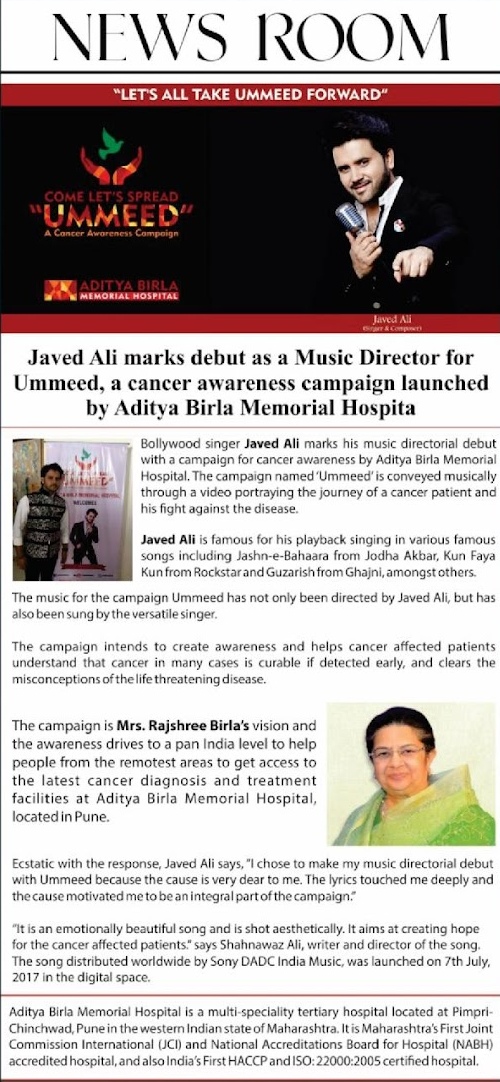 NEWS ROOM
"LET'S ALL TAKE UMMEED FORWARD"
COME LET'S SPREAD
"UMMEED"
A Cancer Awareness Campaign
ADITYA BIRLA
MEMORIAL HOSPITAL
Javed Ali
(Singer & Composer)
Javed Ali marks debut as a Music Director for
Ummeed, a cancer awareness campaign launched
by Aditya Birla Memorial Hospita
Bollywood singer Javed Ali marks his music directorial debut
with a campaign for cancer awareness by Aditya Birla Memorial
Hospital. The campaign named 'Ummeed' is conveyed musically
through a video portraying the journey of a cancer patient and
his fight against the disease.
Javed Ali is famous for his playback singing in various famous
songs including Jashn-e-Bahaara from Jodha Akbar, Kun Faya
Kun from Rockstar and Guzarish from Ghajni, amongst others.
The music for the campaign Ummeed has not only been directed by Javed Ali, but has
also been sung by the versatile singer.
The campaign intends to create awareness and helps cancer affected patients
understand that cancer in many cases is curable if detected early, and clears the
misconceptions of the life threatening disease.
The campaign is Mrs. Rajshree Birla's vision and
the awareness drives to a pan India level to help
people from the remotest areas to get access to
the latest cancer diagnosis and treatment
facilities at Aditya Birla Memorial Hospital,
located in Pune.
Ecstatic with the response, Javed Ali says, "I chose to make my music directorial debut
with Ummeed because the cause is very dear to me. The lyrics touched me deeply and
the cause motivated me to be an integral part of the campaign."
"It is an emotionally beautiful song and is shot aesthetically. It aims at creating hope
for the cancer affected patients." says Shahnawaz Ali, writer and director of the song.
The song distributed worldwide by Sony DADC India Music, was launched on 7th July,
2017 in the digital space.
Aditya Birla Memorial Hospital is a multi-speciality tertiary hospital located at Pimpri-
Chinchwad, Pune in the western Indian state of Maharashtra. It is Maharashtra's First Joint
Commission International (JCI) and National Accreditations Board for Hospital (NABH)
accredited hospital, and also India's First HACCP and ISO: 22000:2005 certified hospital.